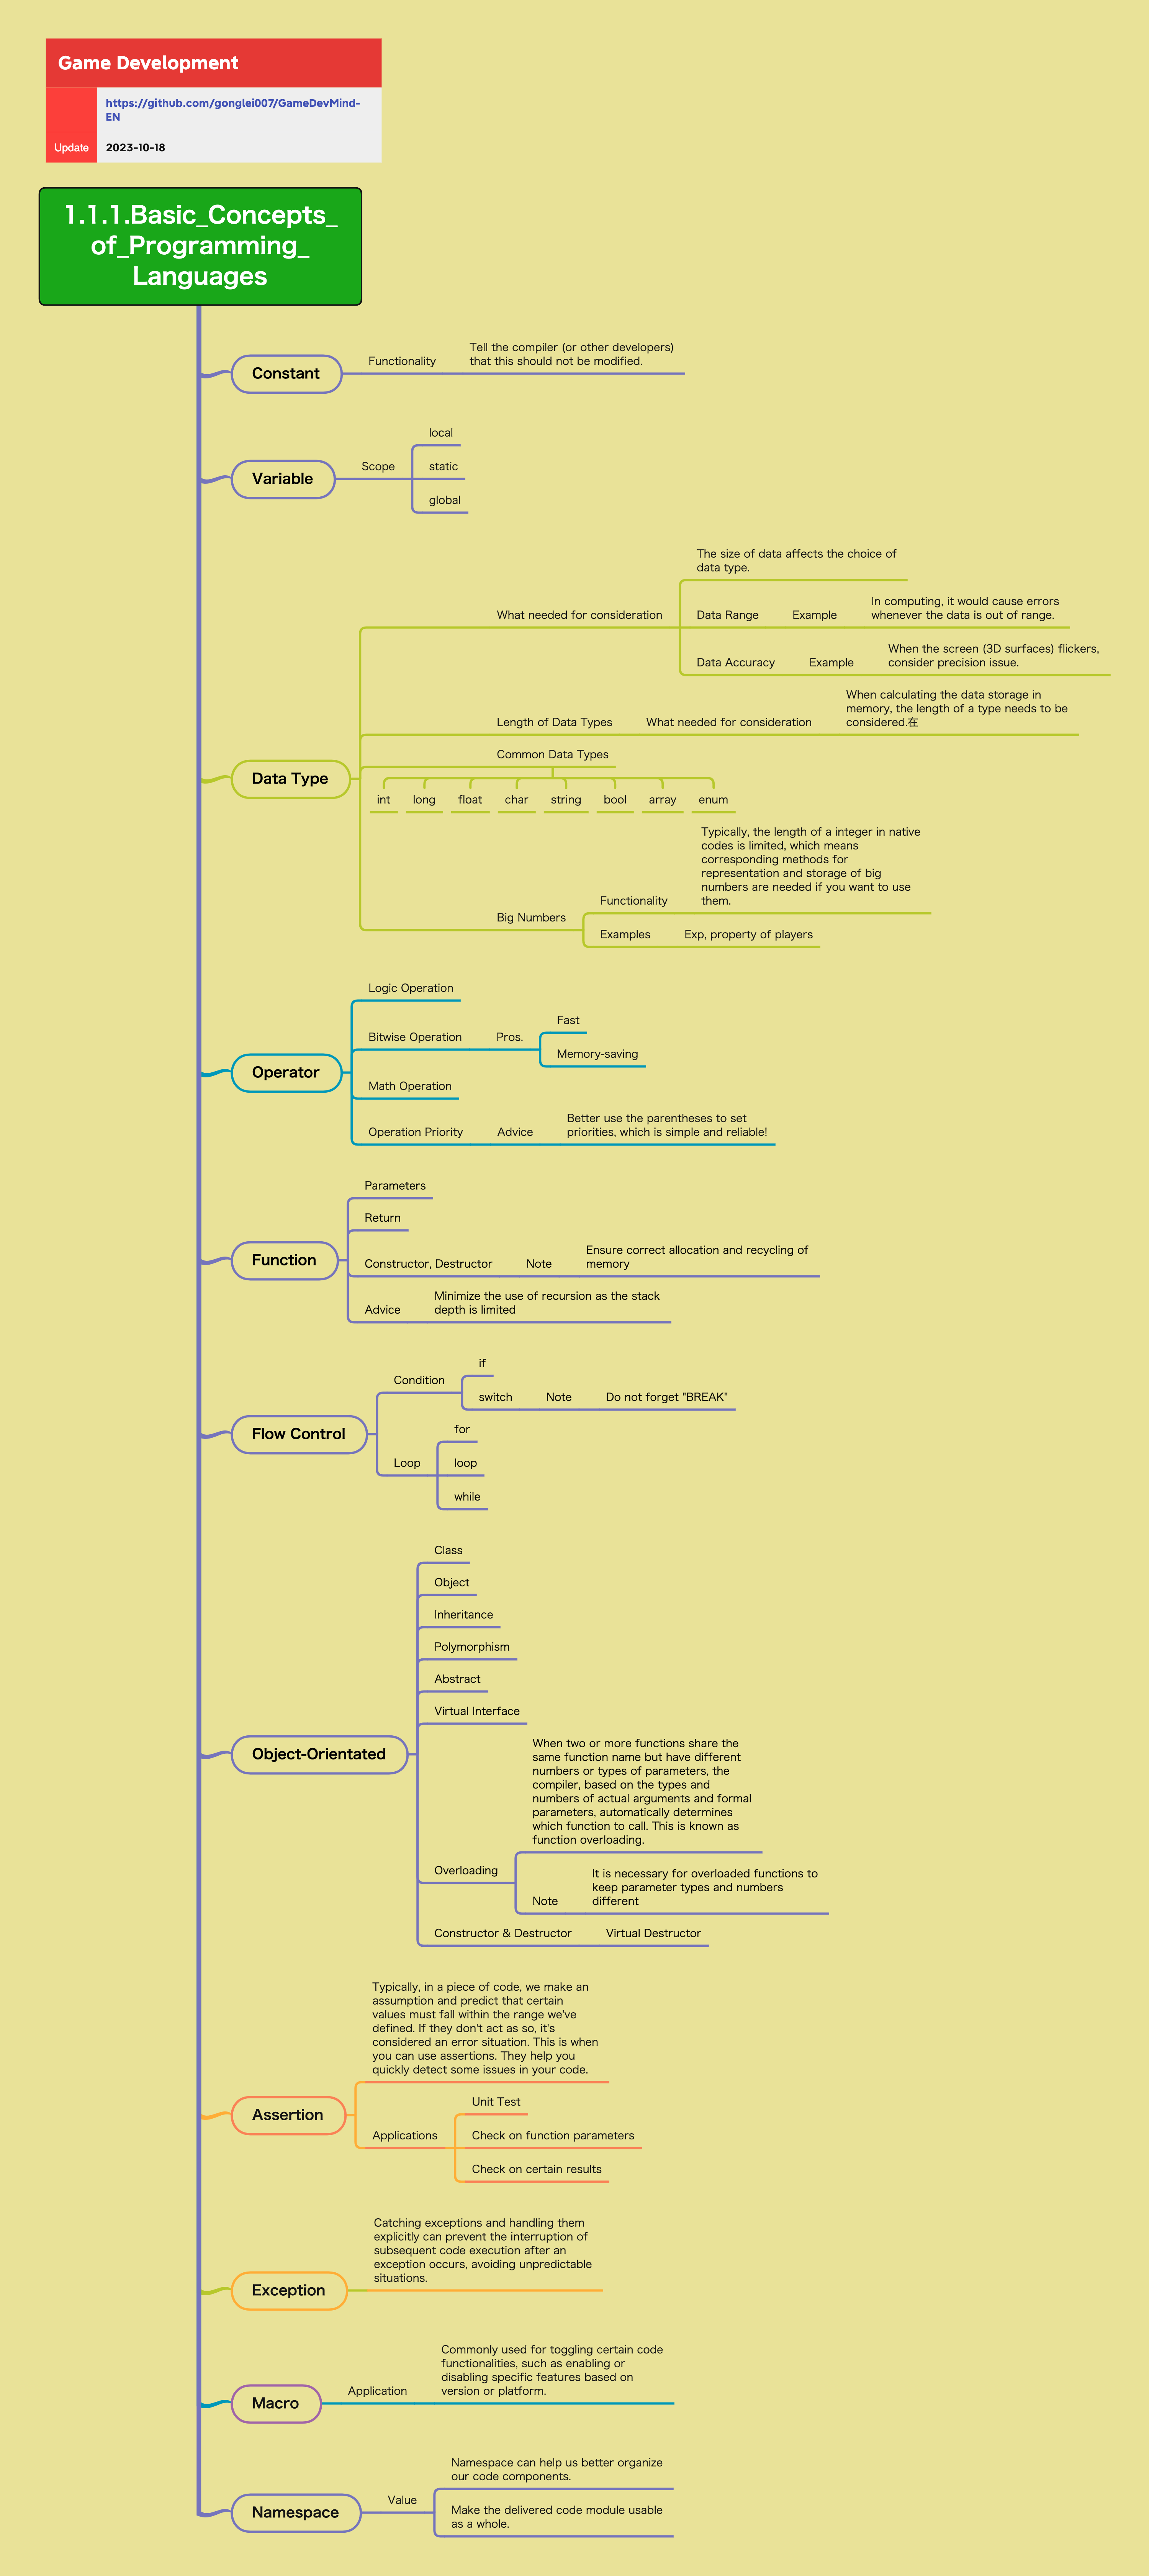 Game Development
https://github.com/gonglei007/GameDevMind-
EN
Update 2023-10-18
1.1.1.Basic_Concepts_
of_Programming_
Languages
Constant
Functionality
Tell the compiler (or other developers)
that this should not be modified.
Variable
Scope
local
static
global
Data Type
What needed for consideration
The size of data affects the choice of
data type.
Data Range
Example
In computing, it would cause errors
whenever the data is out of range.
Data Accuracy
Example
When the screen (3D surfaces) flickers,
consider precision issue.
Length of Data Types
What needed for consideration
When calculating the data storage in
memory, the length of a type needs to be
considered.在
Common Data Types
int long float char string bool array enum
Big Numbers
Functionality
Typically, the length of a integer in native
codes is limited, which means
corresponding methods for
representation and storage of big
numbers are needed if you want to use
them.
Examples
Exp, property of players
Operator
Logic Operation
Bitwise Operation
Pros.
Fast
Memory-saving
Math Operation
Operation Priority
Advice
Better use the parentheses to set
priorities, which is simple and reliable!
Function
Parameters
Return
Constructor, Destructor
Note
Ensure correct allocation and recycling of
memory
Advice
Minimize the use of recursion as the stack
depth is limited
Flow Control
Condition
if
switch
Note
Do not forget "BREAK"
Loop
for
loop
while
Object-Orientated
Class
Object
Inheritance
Polymorphism
Abstract
Virtual Interface
Overloading
When two or more functions share the
same function name but have different
numbers or types of parameters, the
compiler, based on the types and
numbers of actual arguments and formal
parameters, automatically determines
which function to call. This is known as
function overloading.
Note
It is necessary for overloaded functions to
keep parameter types and numbers
different
Constructor & Destructor
Virtual Destructor
Assertion
Typically, in a piece of code, we make an
assumption and predict that certain
values must fall within the range we've
defined. If they don't act as so, it's
considered an error situation. This is when
you can use assertions. They help you
quickly detect some issues in your code.
Applications
Unit Test
Check on function parameters
Check on certain results
Exception
Catching exceptions and handling them
explicitly can prevent the interruption of
subsequent code execution after an
exception occurs, avoiding unpredictable
situations.
Macro
Application
Commonly used for toggling certain code
functionalities, such as enabling or
disabling specific features based on
version or platform.
Namespace
Value
Namespace can help us better organize
our code components.
Make the delivered code module usable
as a whole.